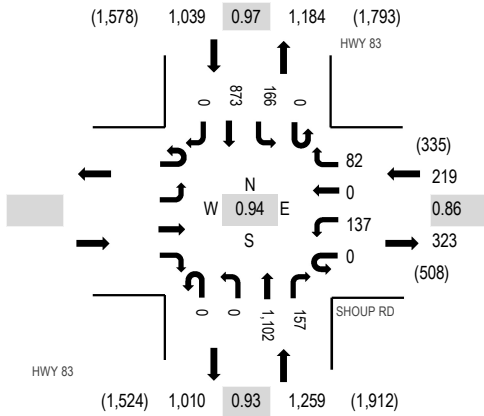 (1,578) 1,039 0.97 1,184 (1,793)
HWY 83
0 873 166 0
82
(335)
219
0
N
W 0.94 E
0.86
137
S
323
0
(508)
0 0 1,102 157
SHOUP RD
HWY 83
(1,524) 1,010 0.93 1,259 (1,912)